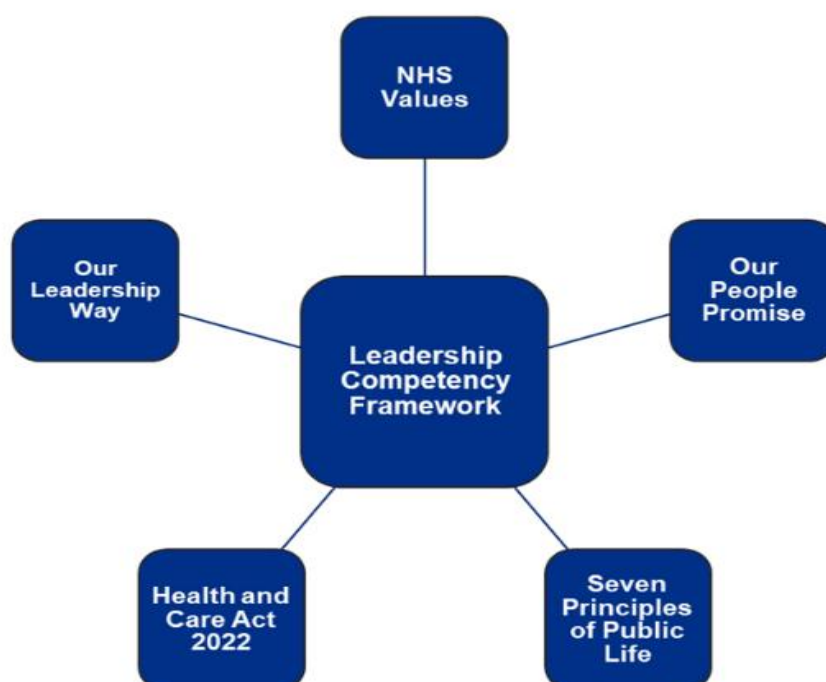 NHS
Values
Our
Leadership
Way
Our
People
Promise
Leadership
Competency
Framework
Health and
Care Act
2022
Seven
Principles
of Public
Life